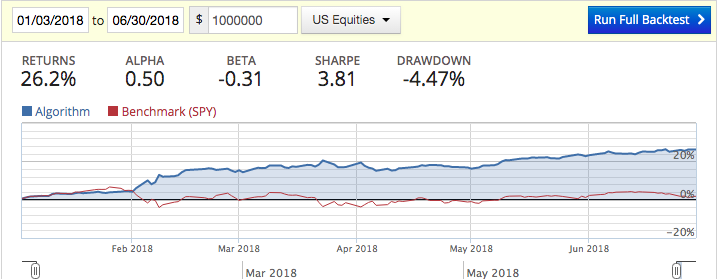 01/03/2018 to 06/30/2018 $ 1000000 US Equities Run Full Backtest >
RETURNS ALPHA BETA SHARPE DRAWDOWN
26.2% 0.50 -0.31 3.81 -4.47%
Algorithm Benchmark (SPY)
20%
0%
-20%
Feb 2018 Mar 2018 Apr 2018 May 2018 Jun 2018
Mar 2018 May 2018